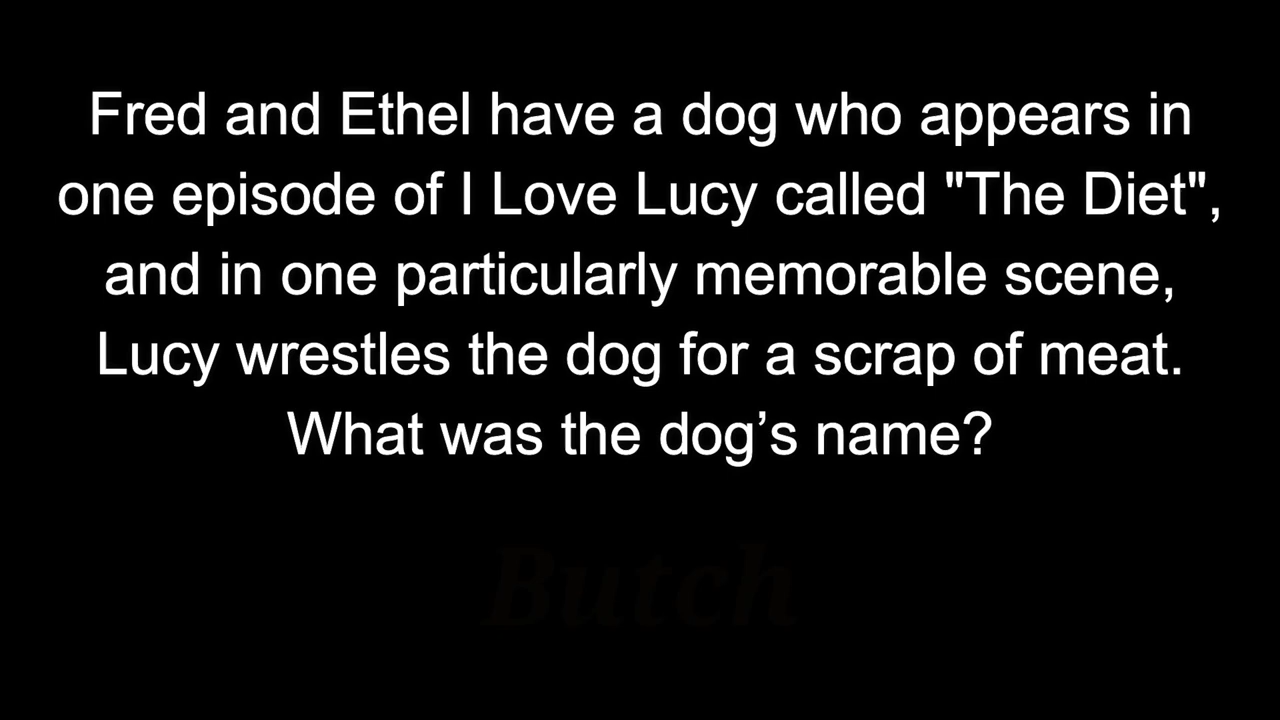 Fred and Ethel have a dog who appears in
one episode of I Love Lucy called "The Diet",
and in one particularly memorable scene,
Lucy wrestles the dog for a scrap of meat.
What was the dog’s name?
Butch